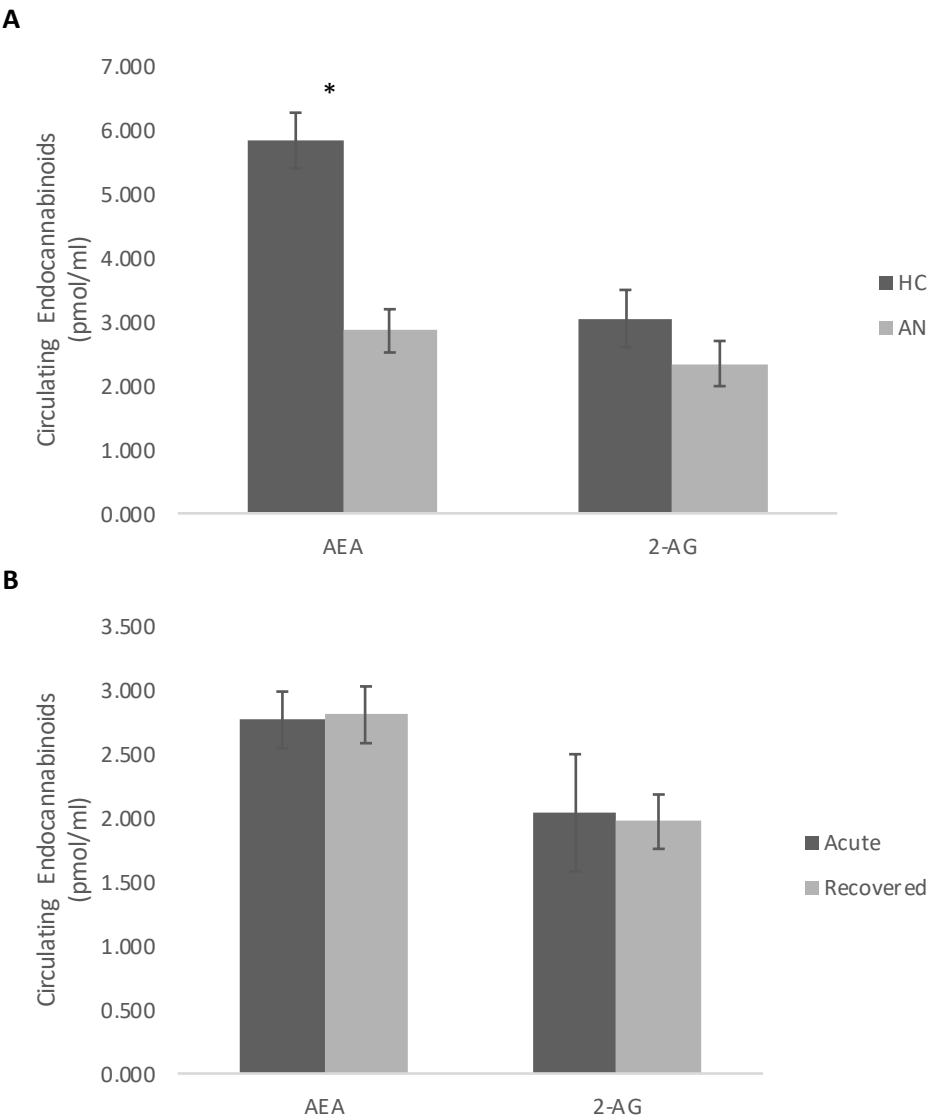 A
7.000
6.000
5.000
4.000
3.000
2.000
1.000
0.000
Circulating Endocannabinoids
(pmol/ml)
*
AEA
2-AG
HC
AN
B
3.500
3.000
2.500
2.000
1.500
1.000
0.500
0.000
Circulating Endocannabinoids
(pmol/ml)
AEA
2-AG
Acute
Recovered